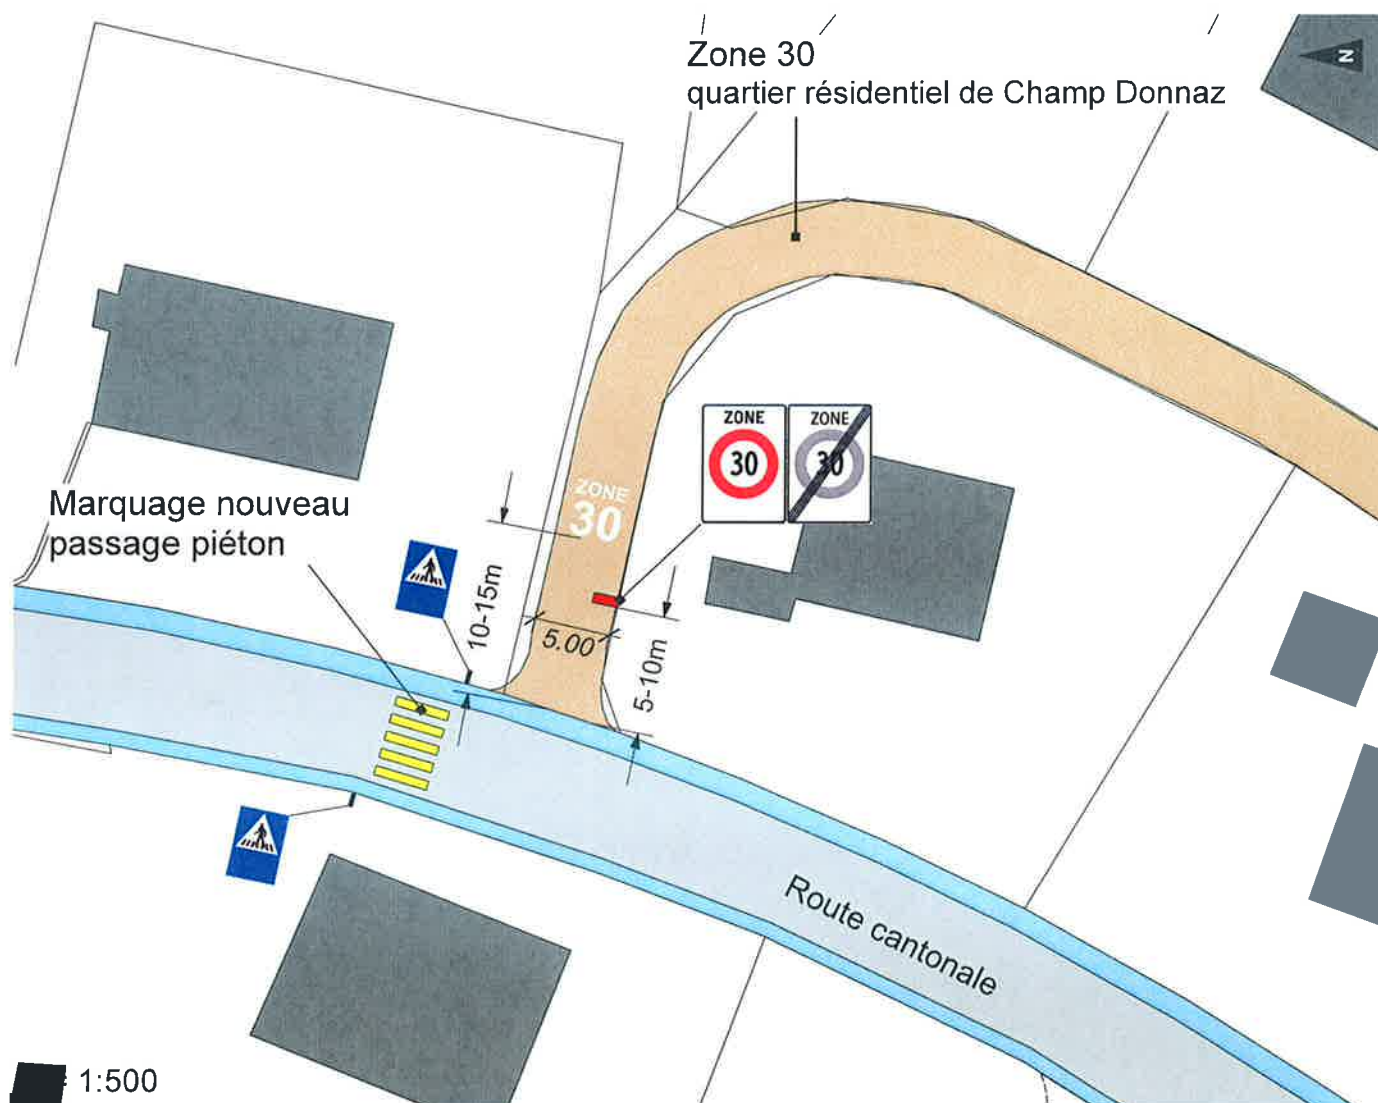 Zone 30
quartier résidentiel de Champ Donnaz
N
ZONE
30
ZONE
30
ZONE
30
Marquage nouveau
passage piéton
10-15m
5.00
5-10m
Route cantonale
1:500